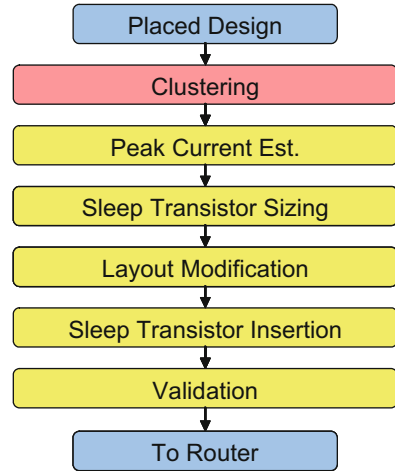 Placed Design
Clustering
Peak Current Est.
Sleep Transistor Sizing
Layout Modification
Sleep Transistor Insertion
Validation
To Router